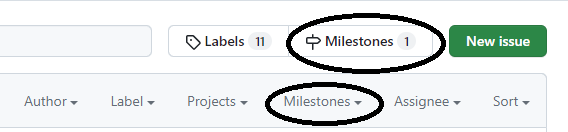 Labels 11 Milestones 1 New issue
Author Label Projects Milestones Assignee Sort